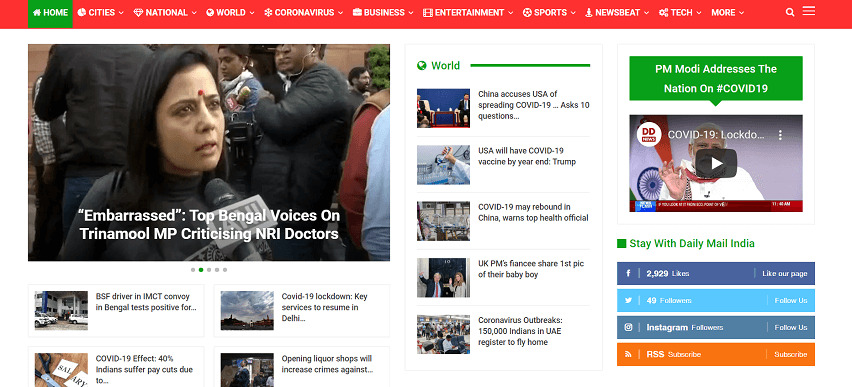 HOME CITIES NATIONAL WORLD CORONAVIRUS BUSINESS ENTERTAINMENT SPORTS NEWSBEAT TECH MORE
“Embarrassed”: Top Bengal Voices On
Trinamool MP Criticising NRI Doctors
BSF driver in IMCT convoy
in Bengal tests positive for...
Covid-19 lockdown: Key
services to resume in
Delhi...
COVID-19 Effect: 40%
Indians suffer pay cuts due
to...
SALARY
Opening liquor shops will
increase crimes against...
World
China accuses USA of
spreading COVID-19 ... Asks 10
questions...
USA will have COVID-19
vaccine by year end: Trump
COVID-19 may rebound in
China, warns top health official
UK PM's fiancee share 1st pic
of their baby boy
Coronavirus Outbreaks:
150,000 Indians in UAE
register to fly home
PM Modi Addresses The
Nation On #COVID19
DD
NEWS
COVID-19: Lockdo...
11:40 AM
Stay With Daily Mail India
2,929 Likes Like our page
49 Followers Follow Us
Instagram Followers Follow Us
RSS Subscribe Subscribe